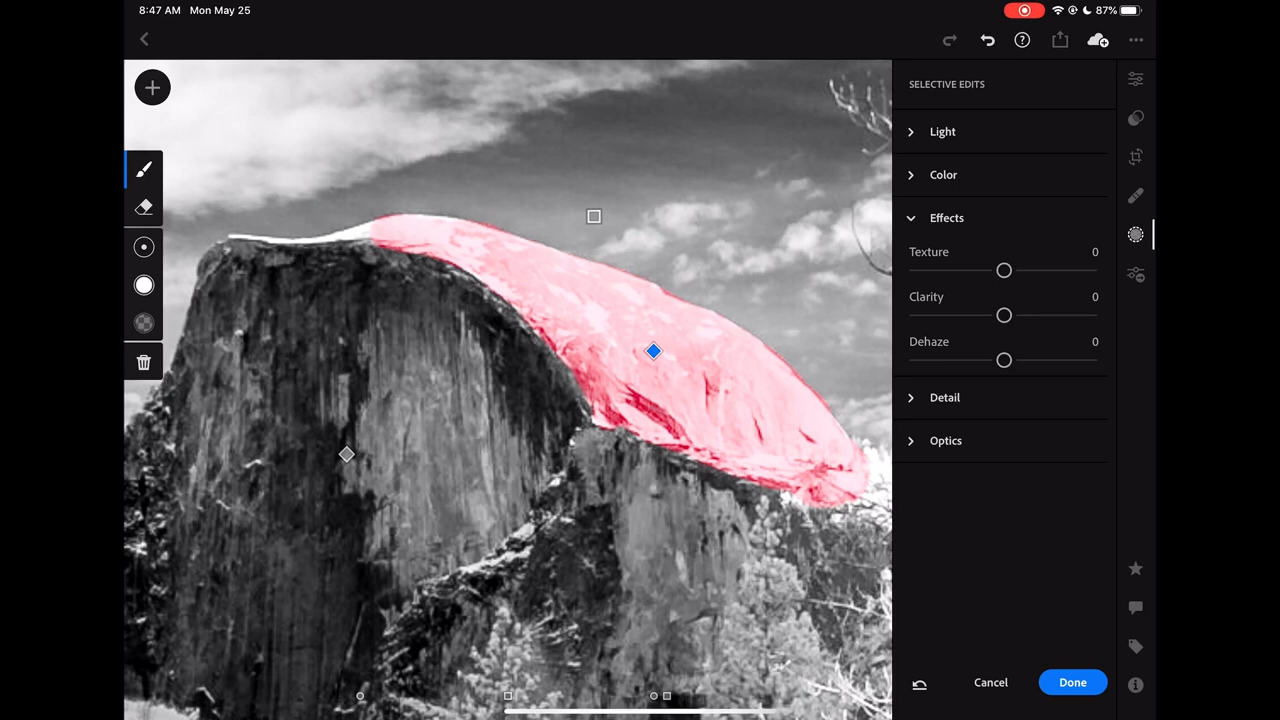 8:47 AM Mon May 25
87%
SELECTIVE EDITS
Light
Color
Effects
Texture 0
Clarity 0
Dehaze 0
Detail
Optics
Cancel Done